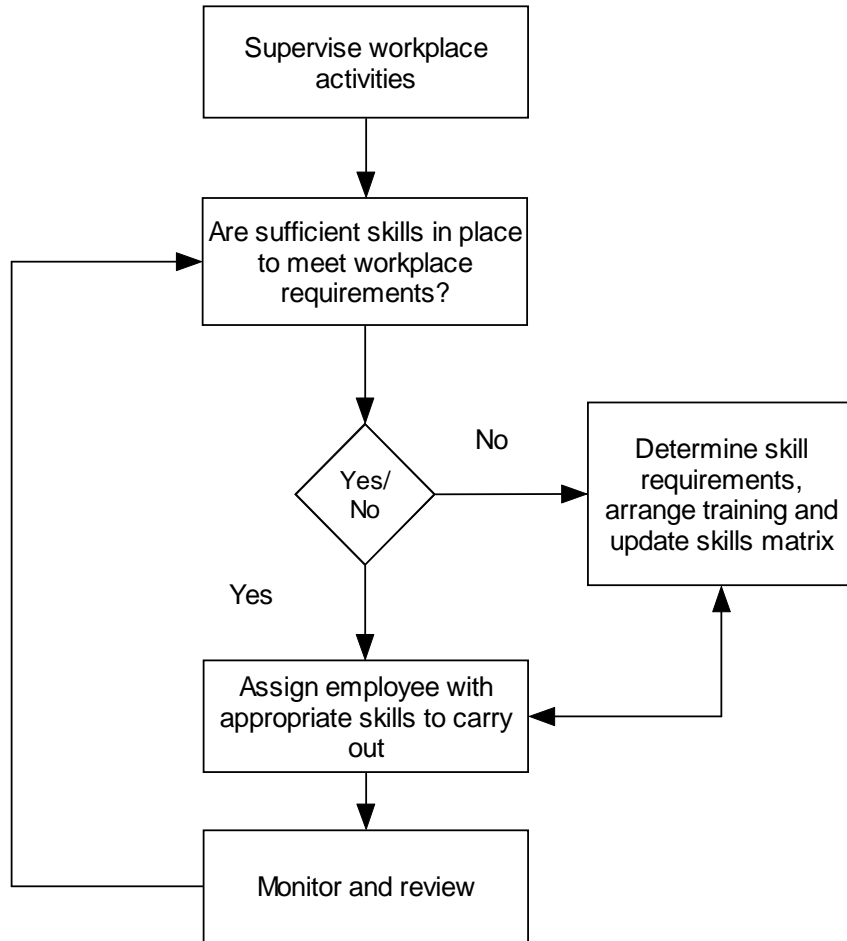 Supervise workplace
activities
Are sufficient skills in place
to meet workplace
requirements?
Yes/
No
No
Determine skill
requirements,
arrange training and
update skills matrix
Yes
Assign employee with
appropriate skills to carry
out
Monitor and review